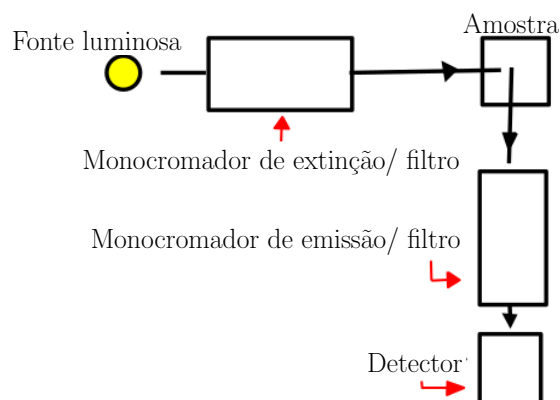 Fonte luminosa
Amostra
Monocromador de extinção/ filtro
Monocromador de emissão/ filtro
Detector